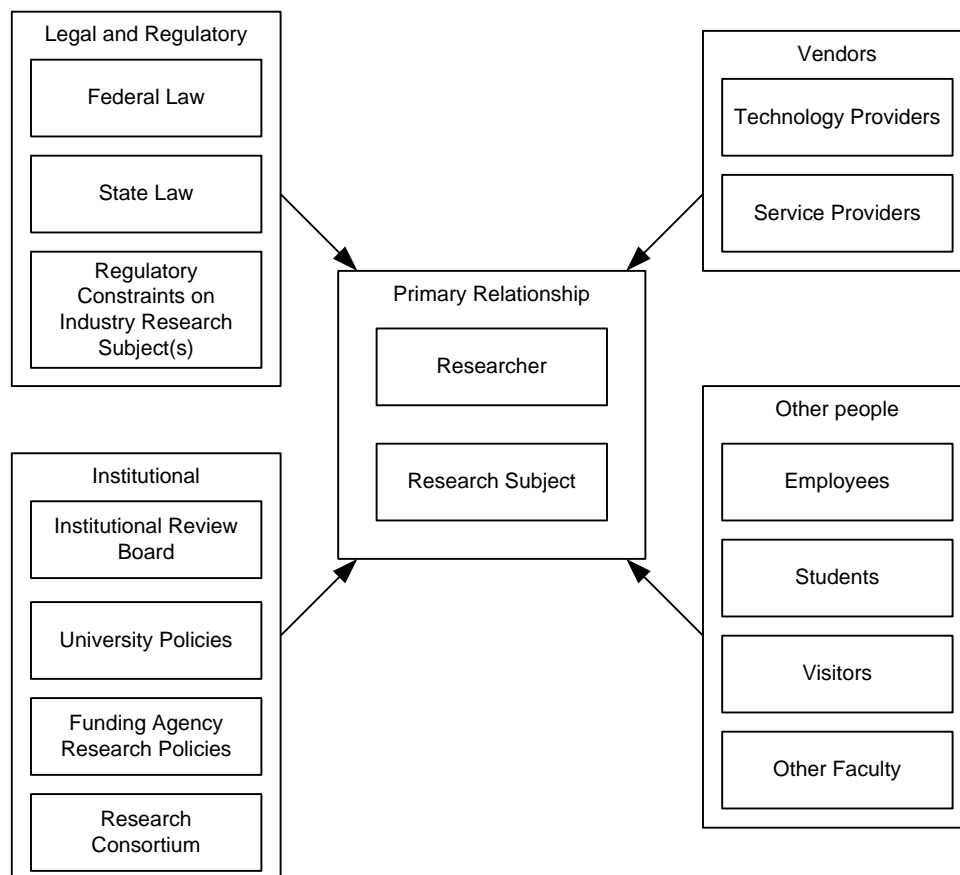 Legal and Regulatory
Federal Law
State Law
Regulatory
Constraints on
Industry Research
Subject(s)
Institutional
Institutional Review
Board
University Policies
Funding Agency
Research Policies
Research
Consortium
Primary Relationship
Researcher
Research Subject
Vendors
Technology Providers
Service Providers
Other people
Employees
Students
Visitors
Other Faculty